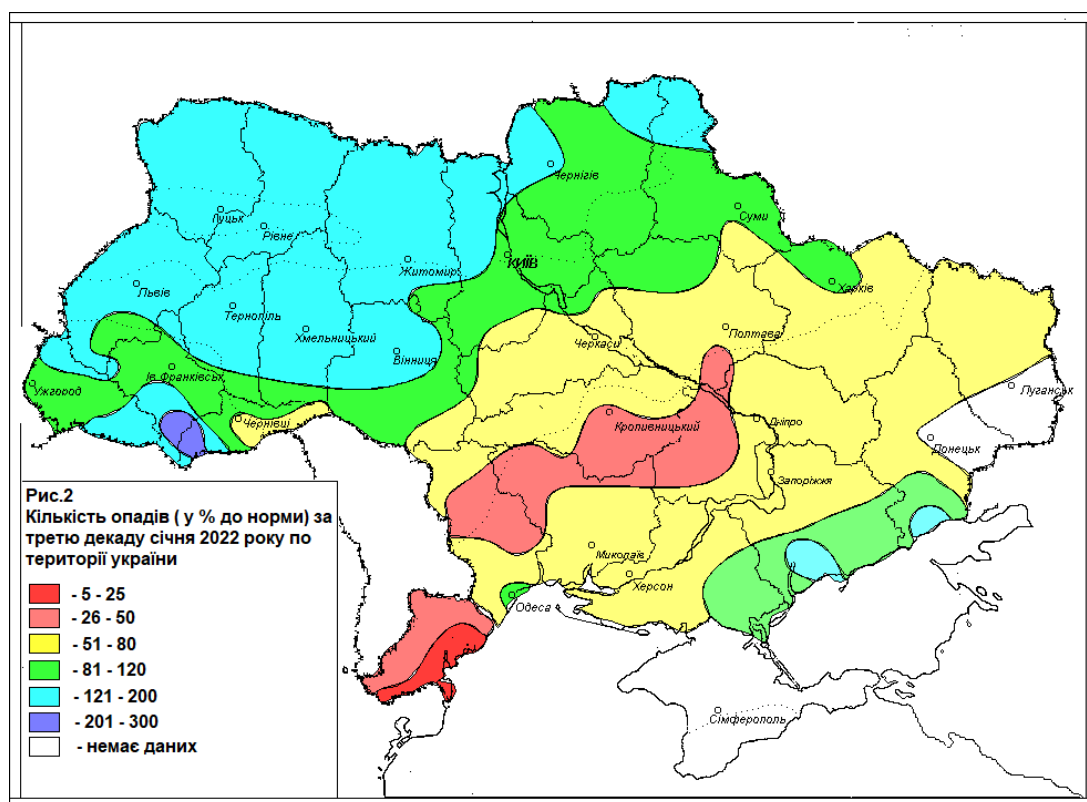 Чернігів
Суми
Луцьк
Рівне
Житомир
КИЇВ
Львів
Харків
Тернопіль
Хмельницький
Полтава
Вінниця
Черкаси
Ів.Франківськ
Ужгород
Луганськ
Чернівці
Кропивницький
Дніпро
Донецьк
Запоріжжя
Миколаїв
Херсон
Одеса
Сімферополь
Рис.2
Кількість опадів ( у % до норми) за
третю декаду січня 2022 року по
території україни
- 5 - 25
- 26 - 50
- 51 - 80
- 81 - 120
- 121 - 200
- 201 - 300
- немає даних